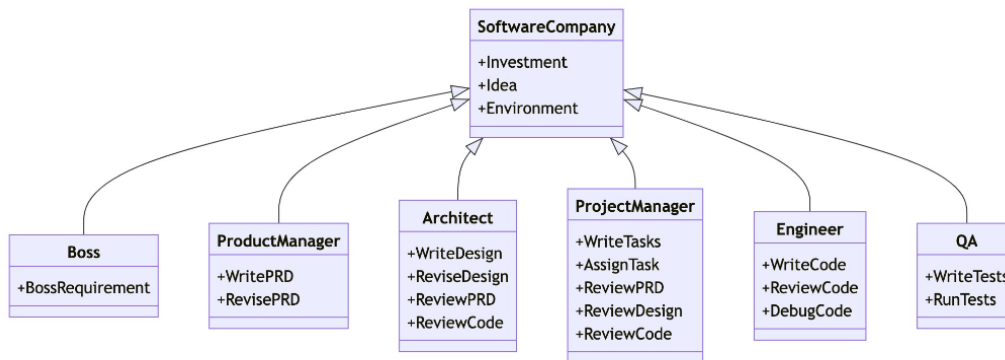 SoftwareCompany
+Investment
+Idea
+Environment
Boss
+BossRequirement
ProductManager
+WritePRD
+RevisePRD
Architect
+WriteDesign
+ReviseDesign
+ReviewPRD
+ReviewCode
ProjectManager
+WriteTasks
+AssignTask
+ReviewPRD
+ReviewDesign
+ReviewCode
Engineer
+WriteCode
+ReviewCode
+DebugCode
QA
+WriteTests
+RunTests